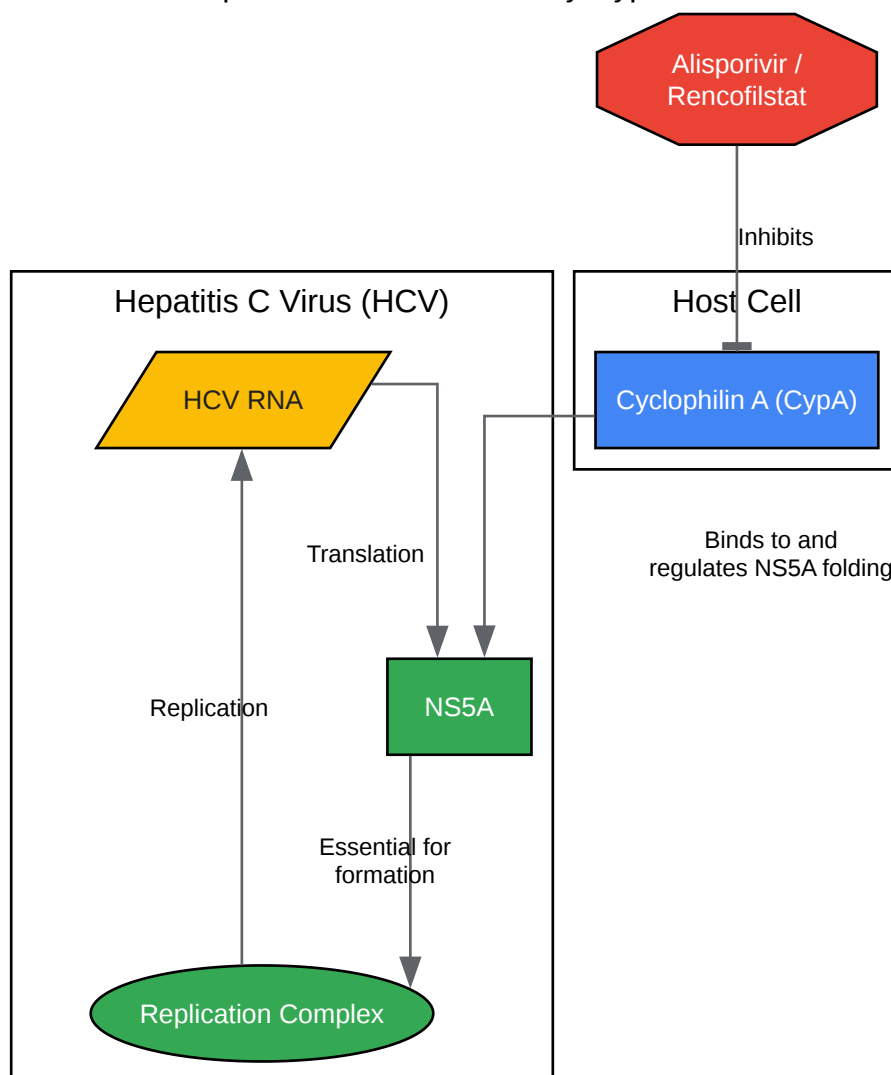 Alisporivir /
Rencofilstat
Inhibits
Hepatitis C Virus (HCV)
Host Cell
HCV RNA
Cyclophilin A (CypA)
Translation
Binds to and
regulates NS5A folding
Replication
NS5A
Essential for
formation
Replication Complex